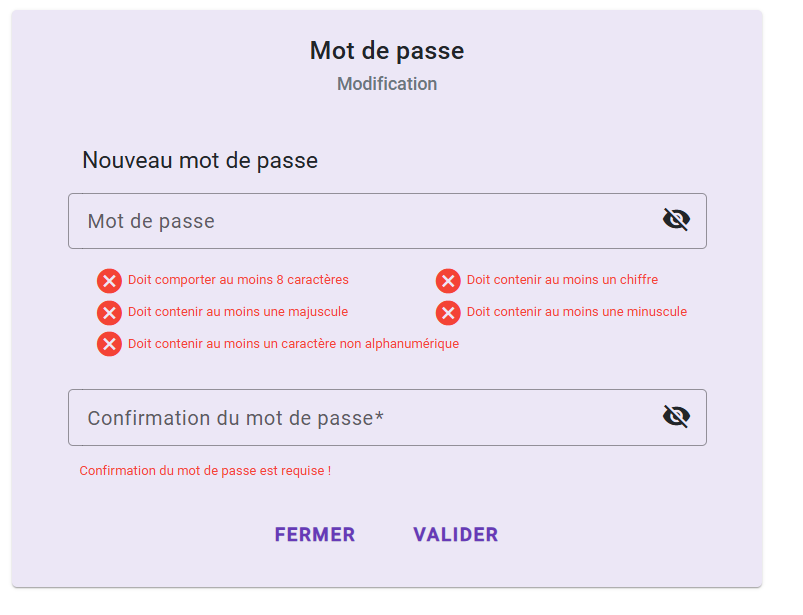 Mot de passe
Modification
Nouveau mot de passe
Mot de passe
Doit comporter au moins 8 caractères
Doit contenir au moins un chiffre
Doit contenir au moins une majuscule
Doit contenir au moins une minuscule
Doit contenir au moins un caractère non alphanumérique
Confirmation du mot de passe*
Confirmation du mot de passe est requise !
FERMER
VALIDER